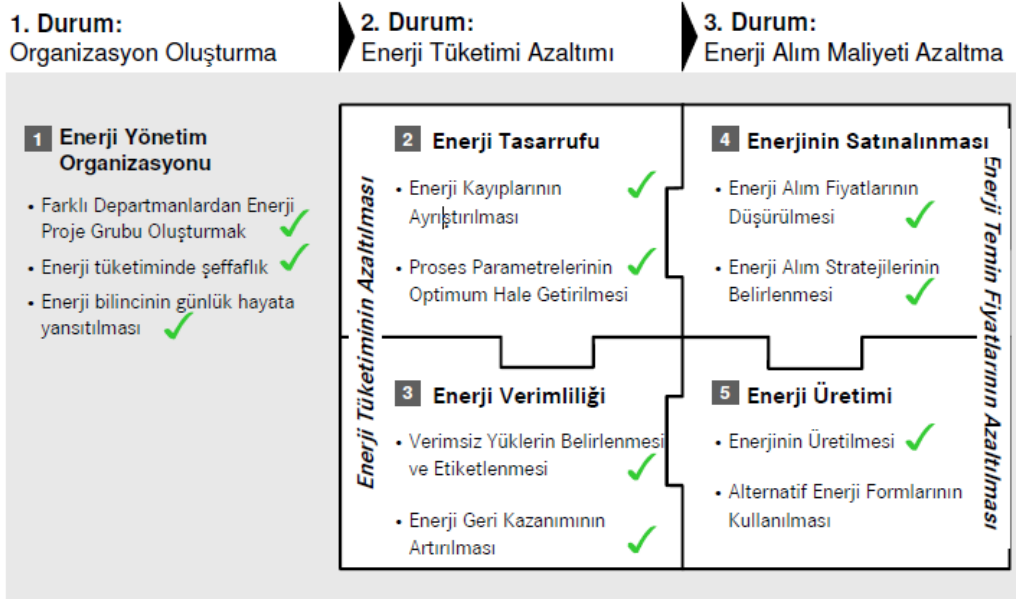 1. Durum:
Organizasyon Oluşturma
2. Durum:
Enerji Tüketimi Azaltımı
3. Durum:
Enerji Alım Maliyeti Azaltma
1 Enerji Yönetim
Organizasyonu
• Farklı Departmanlardan Enerji
Proje Grubu Oluşturmak
• Enerji tüketiminde şeffaflık
• Enerji bilincinin günlük hayata
yansıtılması
Enerji Tüketiminin Azaltılması
2 Enerji Tasarrufu
• Enerji Kayıplarının
Ayrıştırılması
• Proses Parametrelerinin
Optimum Hale Getirilmesi
3 Enerji Verimliliği
• Verimsiz Yüklerin Belirlenmesi
ve Etiketlenmesi
• Enerji Geri Kazanımının
Artırılması
4 Enerjinin Satınalınması
• Enerji Alım Fiyatlarının
Düşürülmesi
• Enerji Alım Stratejilerinin
Belirlenmesi
5 Enerji Üretimi
• Enerjinin Üretilmesi
• Alternatif Enerji Formlarının
Kullanılması
Enerji Temin Fiyatlarının Azaltılması